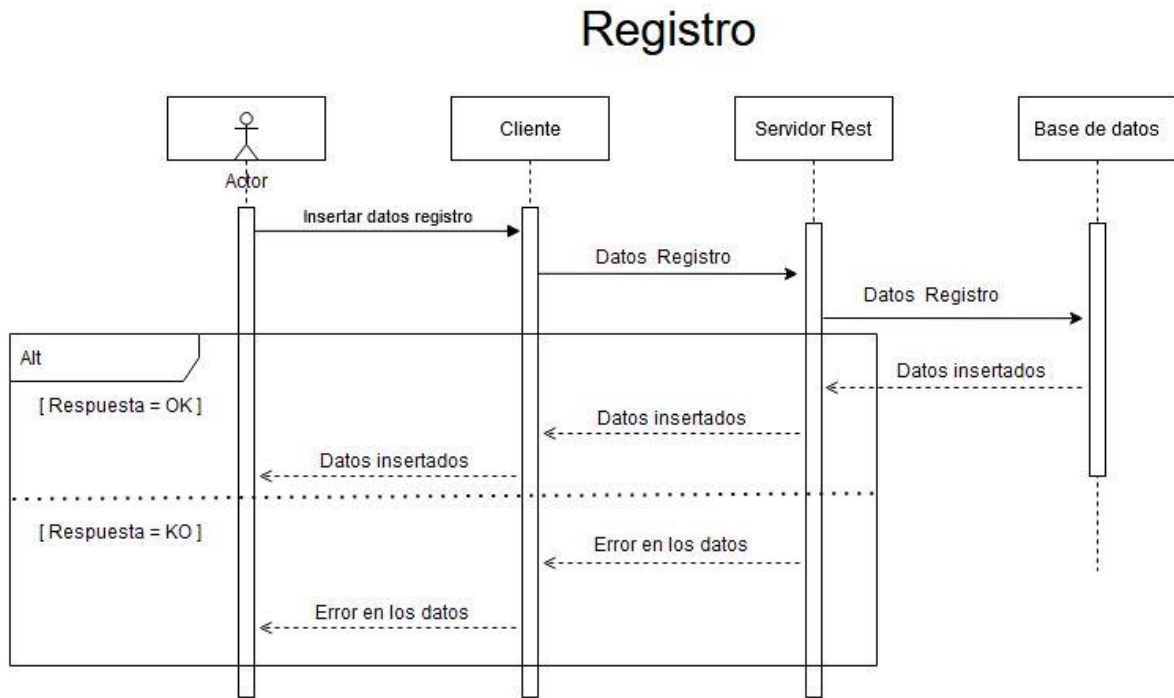 Registro
Cliente
Servidor Rest
Base de datos
Actor
Insertar datos registro
Datos Registro
Datos Registro
Alt
Datos insertados
[ Respuesta = OK ]
Datos insertados
Datos insertados
[ Respuesta = KO ]
Error en los datos
Error en los datos